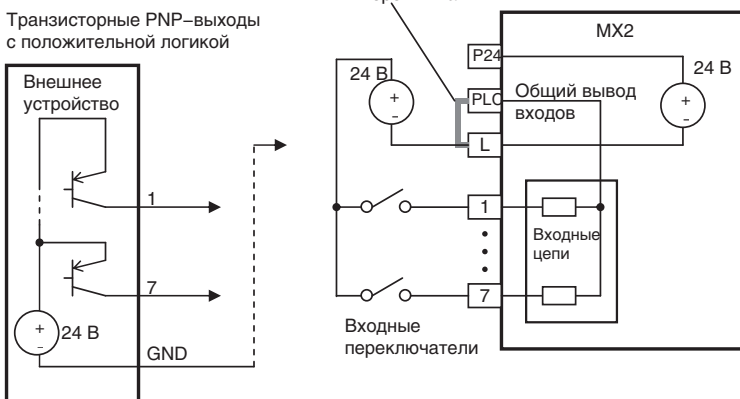 Транзисторные PNP–выходы
с положительной логикой
Внешнее
устройство
1
7
+
-
24 В
GND
MX2
P24
24 В
+
-
PLC
Общий вывод
входов
24 В
+
-
L
1
Входные
цепи
7
Входные
переключатели